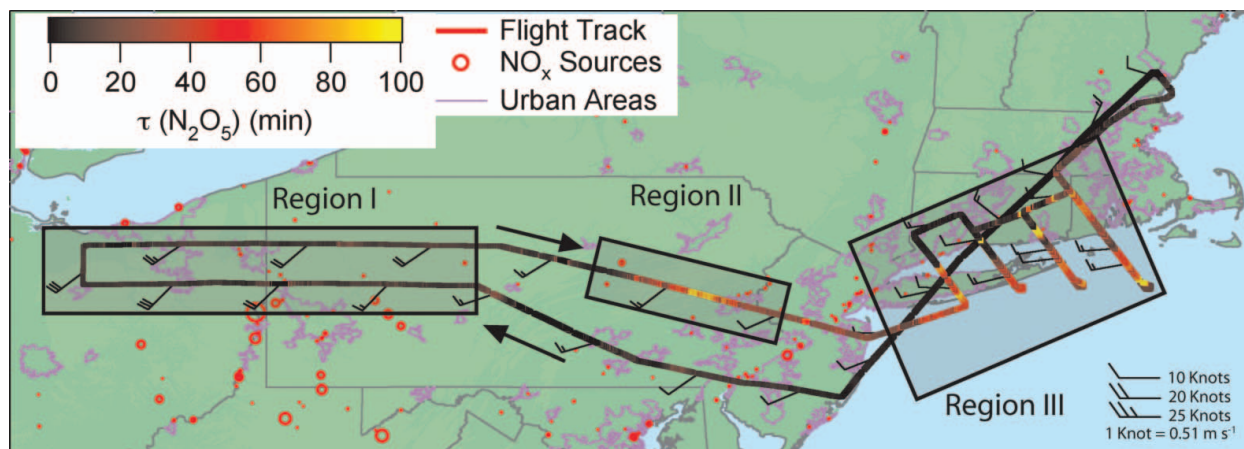 0 20 40 60 80 100
τ (N₂O₅) (min)
Flight Track
NOₓ Sources
Urban Areas
Region I
Region II
Region III
10 Knots
20 Knots
25 Knots
1 Knot = 0.51 m s⁻¹